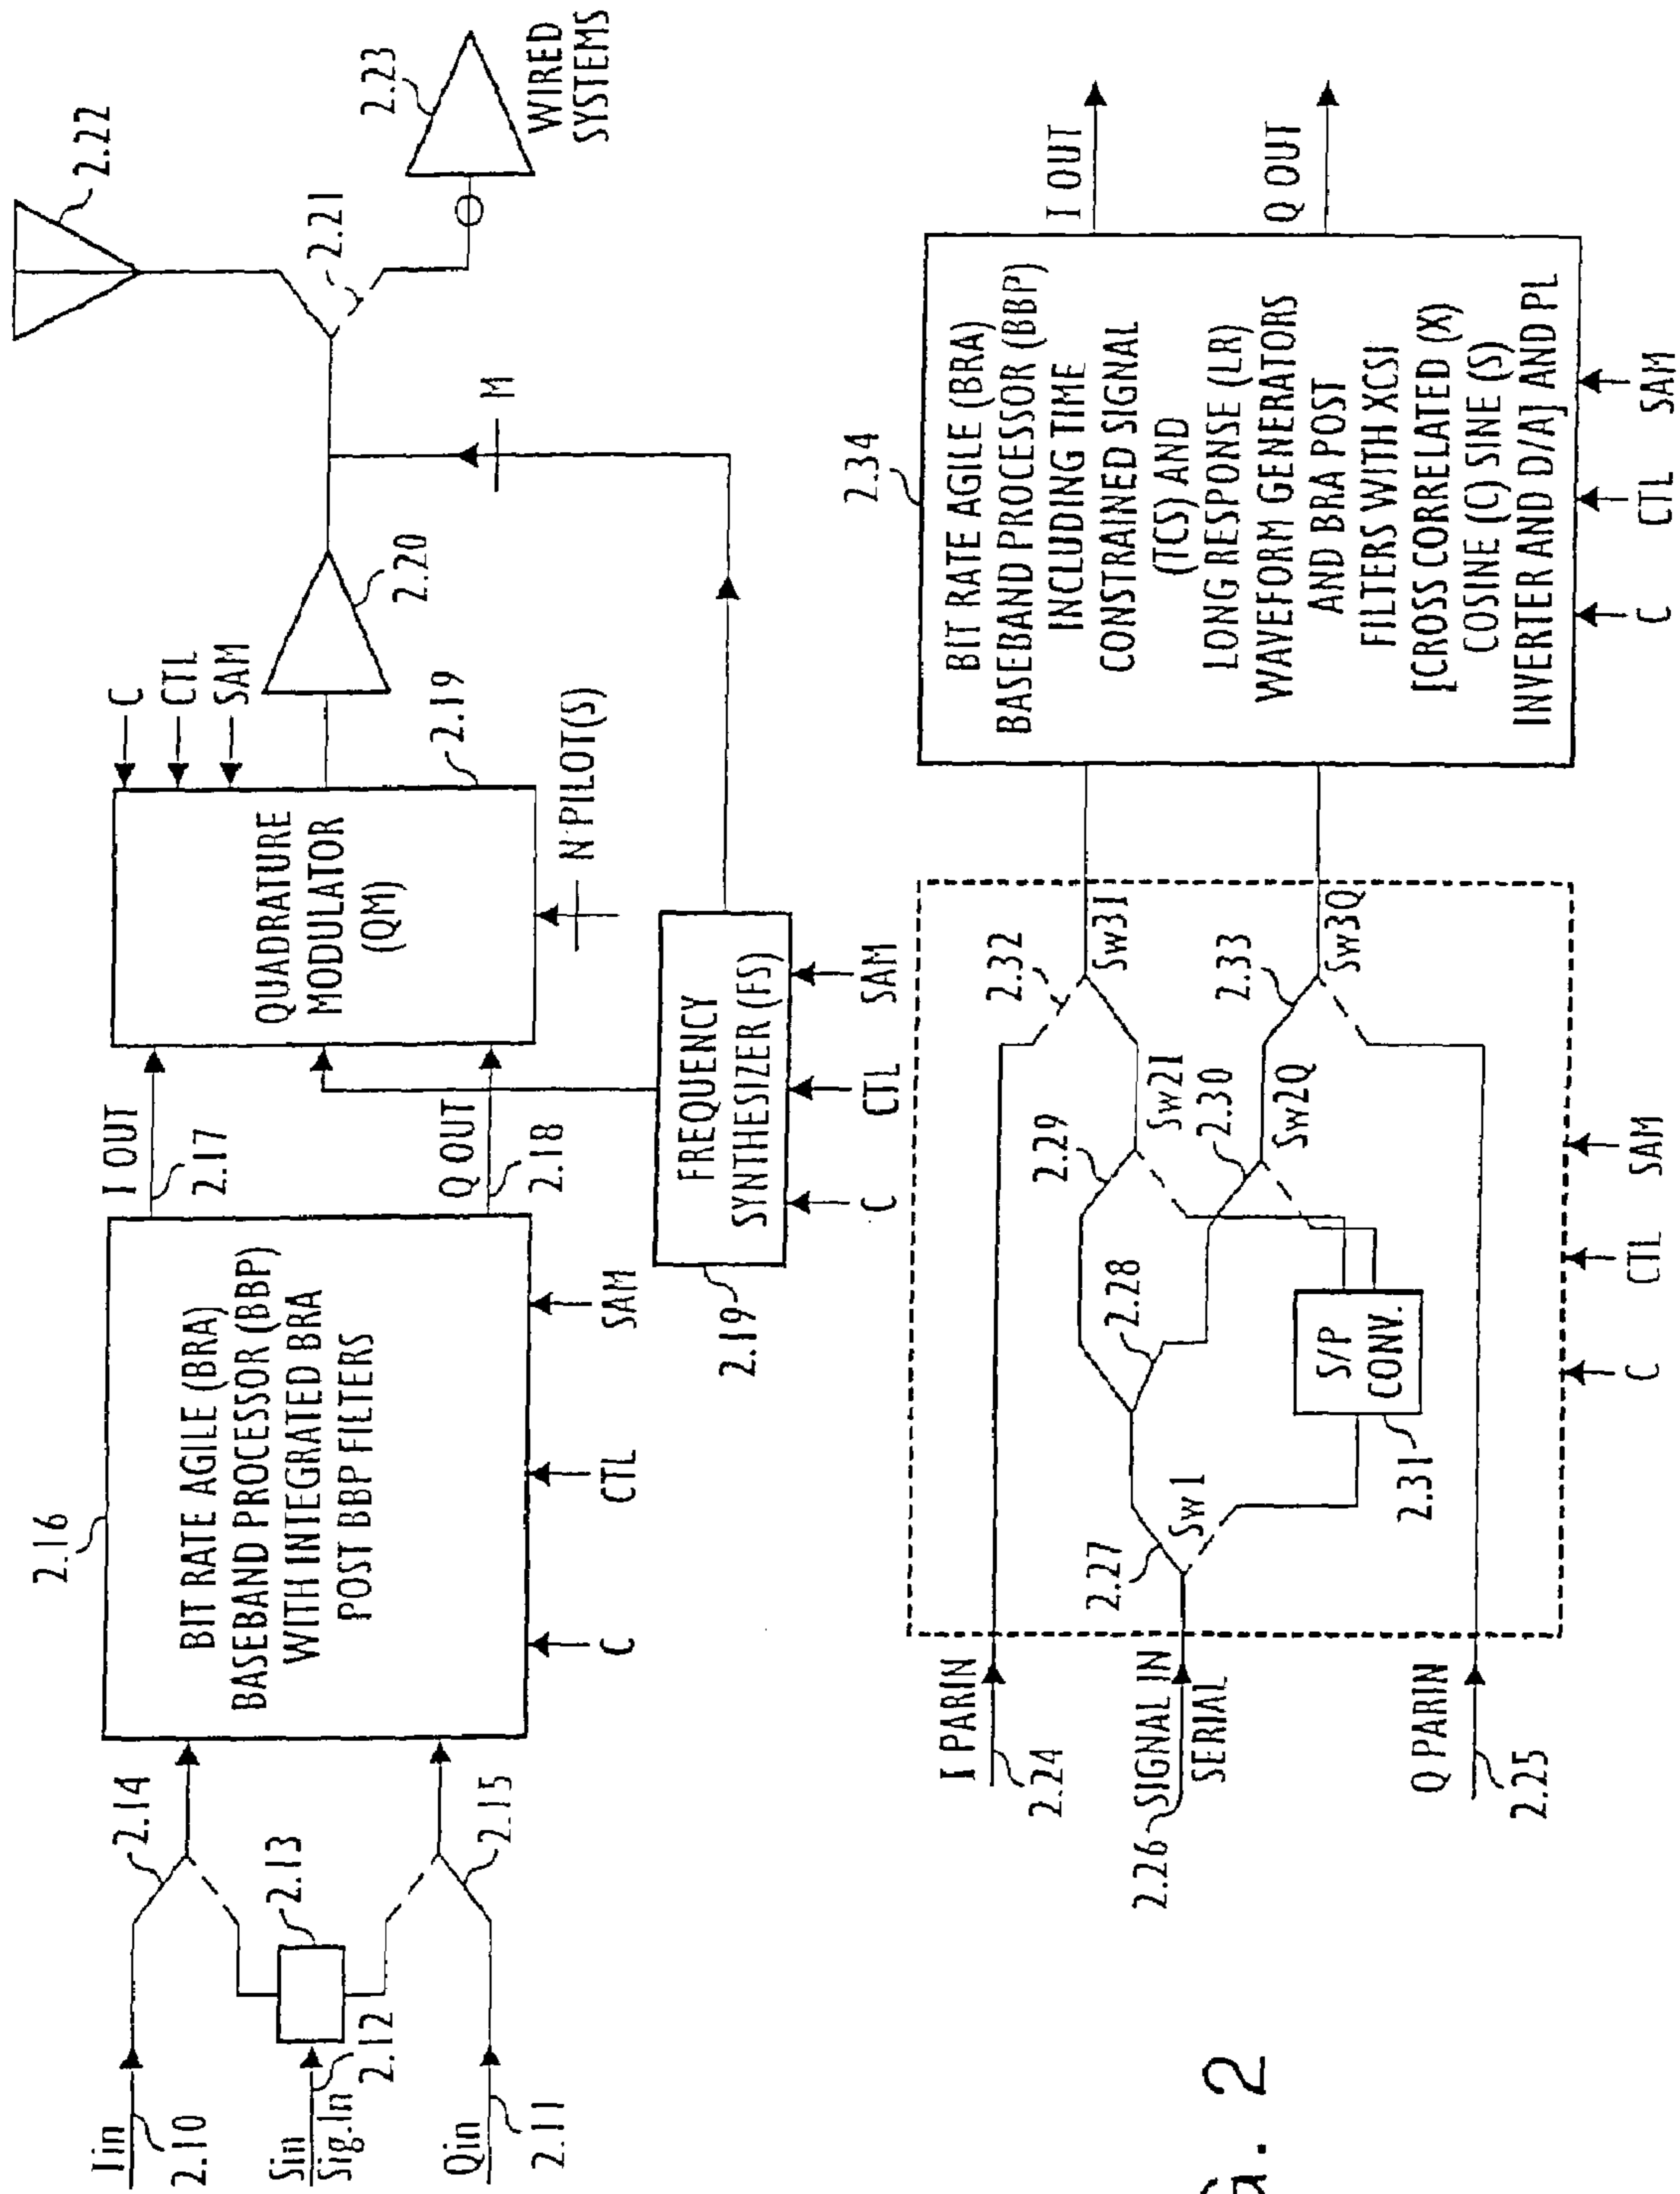 Iin
2.10
Sin
Sig.In
2.12
Qin
2.11
2.13
2.14
2.15
2.16
BIT RATE AGILE (BRA)
BASEBAND PROCESSOR (BBP)
WITH INTEGRATED BRA
POST BBP FILTERS
C
CTL
SAM
I OUT
2.17
Q OUT
2.18
QUADRATURE
MODULATOR
(QM)
C
CTL
SAM
2.19
N PILOT(S)
FREQUENCY
SYNTHESIZER (FS)
2.19
C
CTL
SAM
2.20
M
2.21
2.22
2.23
WIRED
SYSTEMS
I PARIN
2.24
2.26
SIGNAL IN
SERIAL
Q PARIN
2.25
2.27
Sw1
2.28
2.29
Sw2I
2.30
Sw2Q
S/P
CONV.
2.31
2.32
Sw3I
2.33
Sw3Q
C
CTL
SAM
2.34
BIT RATE AGILE (BRA)
BASEBAND PROCESSOR (BBP)
INCLUDING TIME
CONSTRAINED SIGNAL
(TCS) AND
LONG RESPONSE (LR)
WAVEFORM GENERATORS
AND BRA POST
FILTERS WITH XCSI
[CROSS CORRELATED (X)
COSINE (C) SINE (S)
INVERTER AND D/A] AND PL
C
CTL
SAM
I OUT
Q OUT
G. 2